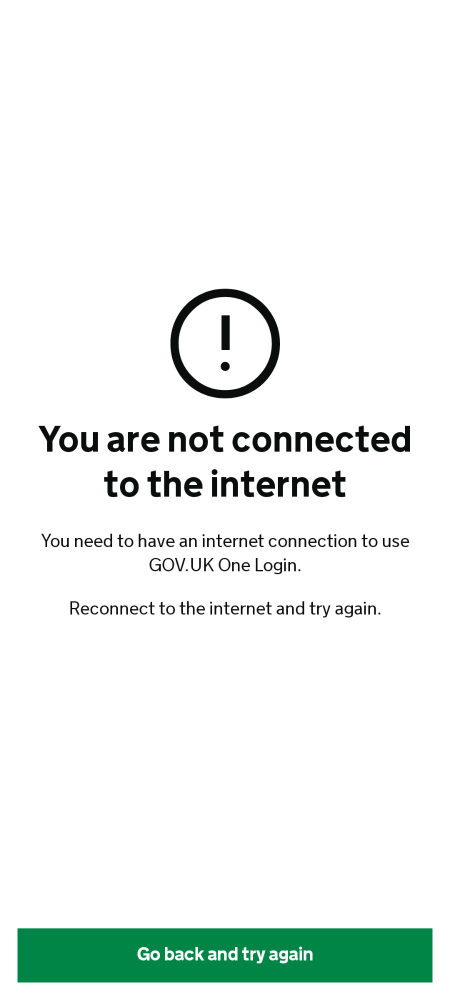 You are not connected
to the internet
You need to have an internet connection to use
GOV.UK One Login.
Reconnect to the internet and try again.
Go back and try again